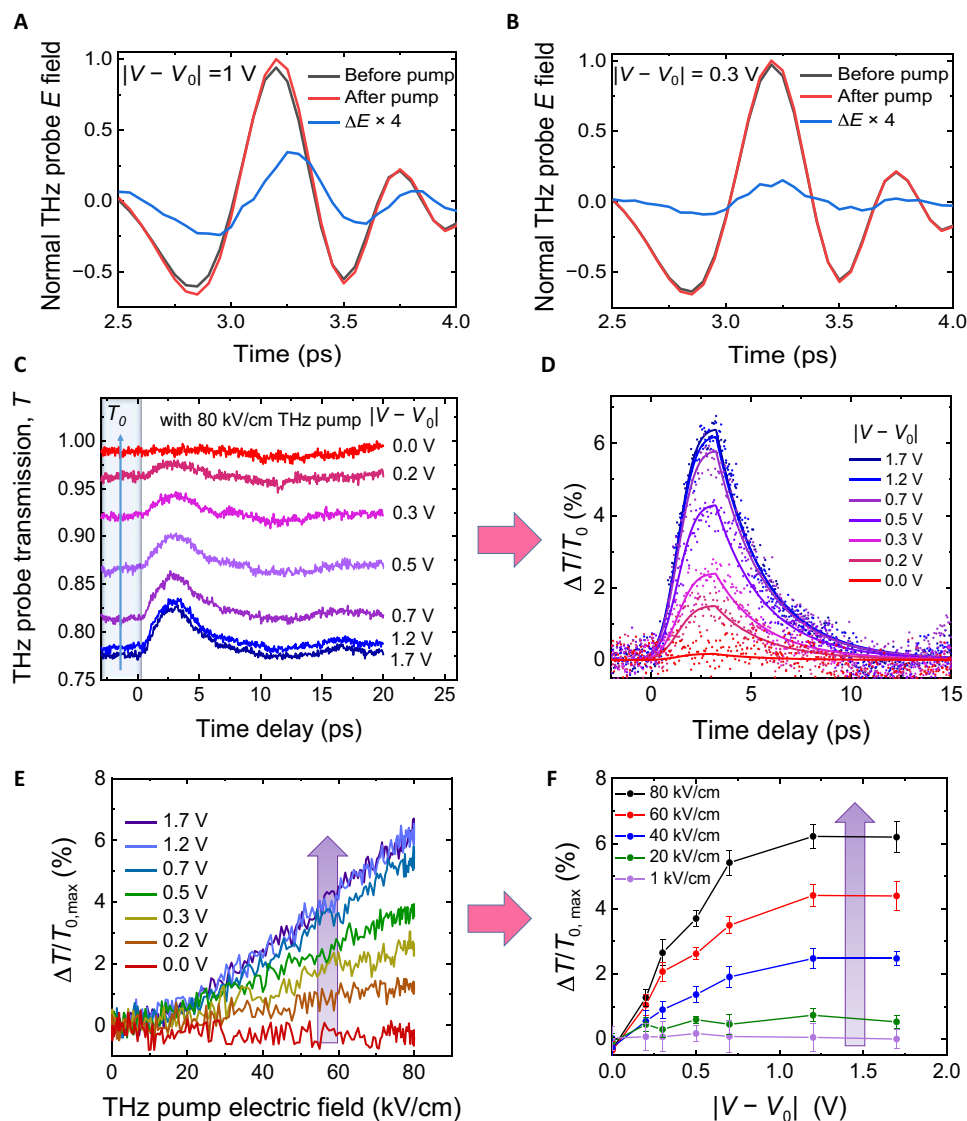 A
Normal THz probe E field
1.0
0.5
0.0
−0.5
|V − V0| =1 V
Before pump
After pump
ΔE × 4
2.5 3.0 3.5 4.0
Time (ps)
B
Normal THz probe E field
1.0
0.5
0.0
−0.5
|V − V0| = 0.3 V
Before pump
After pump
ΔE × 4
2.5 3.0 3.5 4.0
Time (ps)
C
THz probe transmission, T
T0
with 80 kV/cm THz pump |V − V0|
1.00
0.95
0.90
0.85
0.80
0.75
0.0 V
0.2 V
0.3 V
0.5 V
0.7 V
1.2 V
1.7 V
0 5 10 15 20 25
Time delay (ps)
D
ΔT/T0 (%)
6
4
2
0
|V − V0|
1.7 V
1.2 V
0.7 V
0.5 V
0.3 V
0.2 V
0.0 V
0 5 10 15
Time delay (ps)
E
ΔT/T0,max (%)
8
6
4
2
0
1.7 V
1.2 V
0.7 V
0.5 V
0.3 V
0.2 V
0.0 V
0 20 40 60 80
THz pump electric field (kV/cm)
F
ΔT/T0,max (%)
8
6
4
2
0
80 kV/cm
60 kV/cm
40 kV/cm
20 kV/cm
1 kV/cm
0.0 0.5 1.0 1.5 2.0
|V − V0| (V)